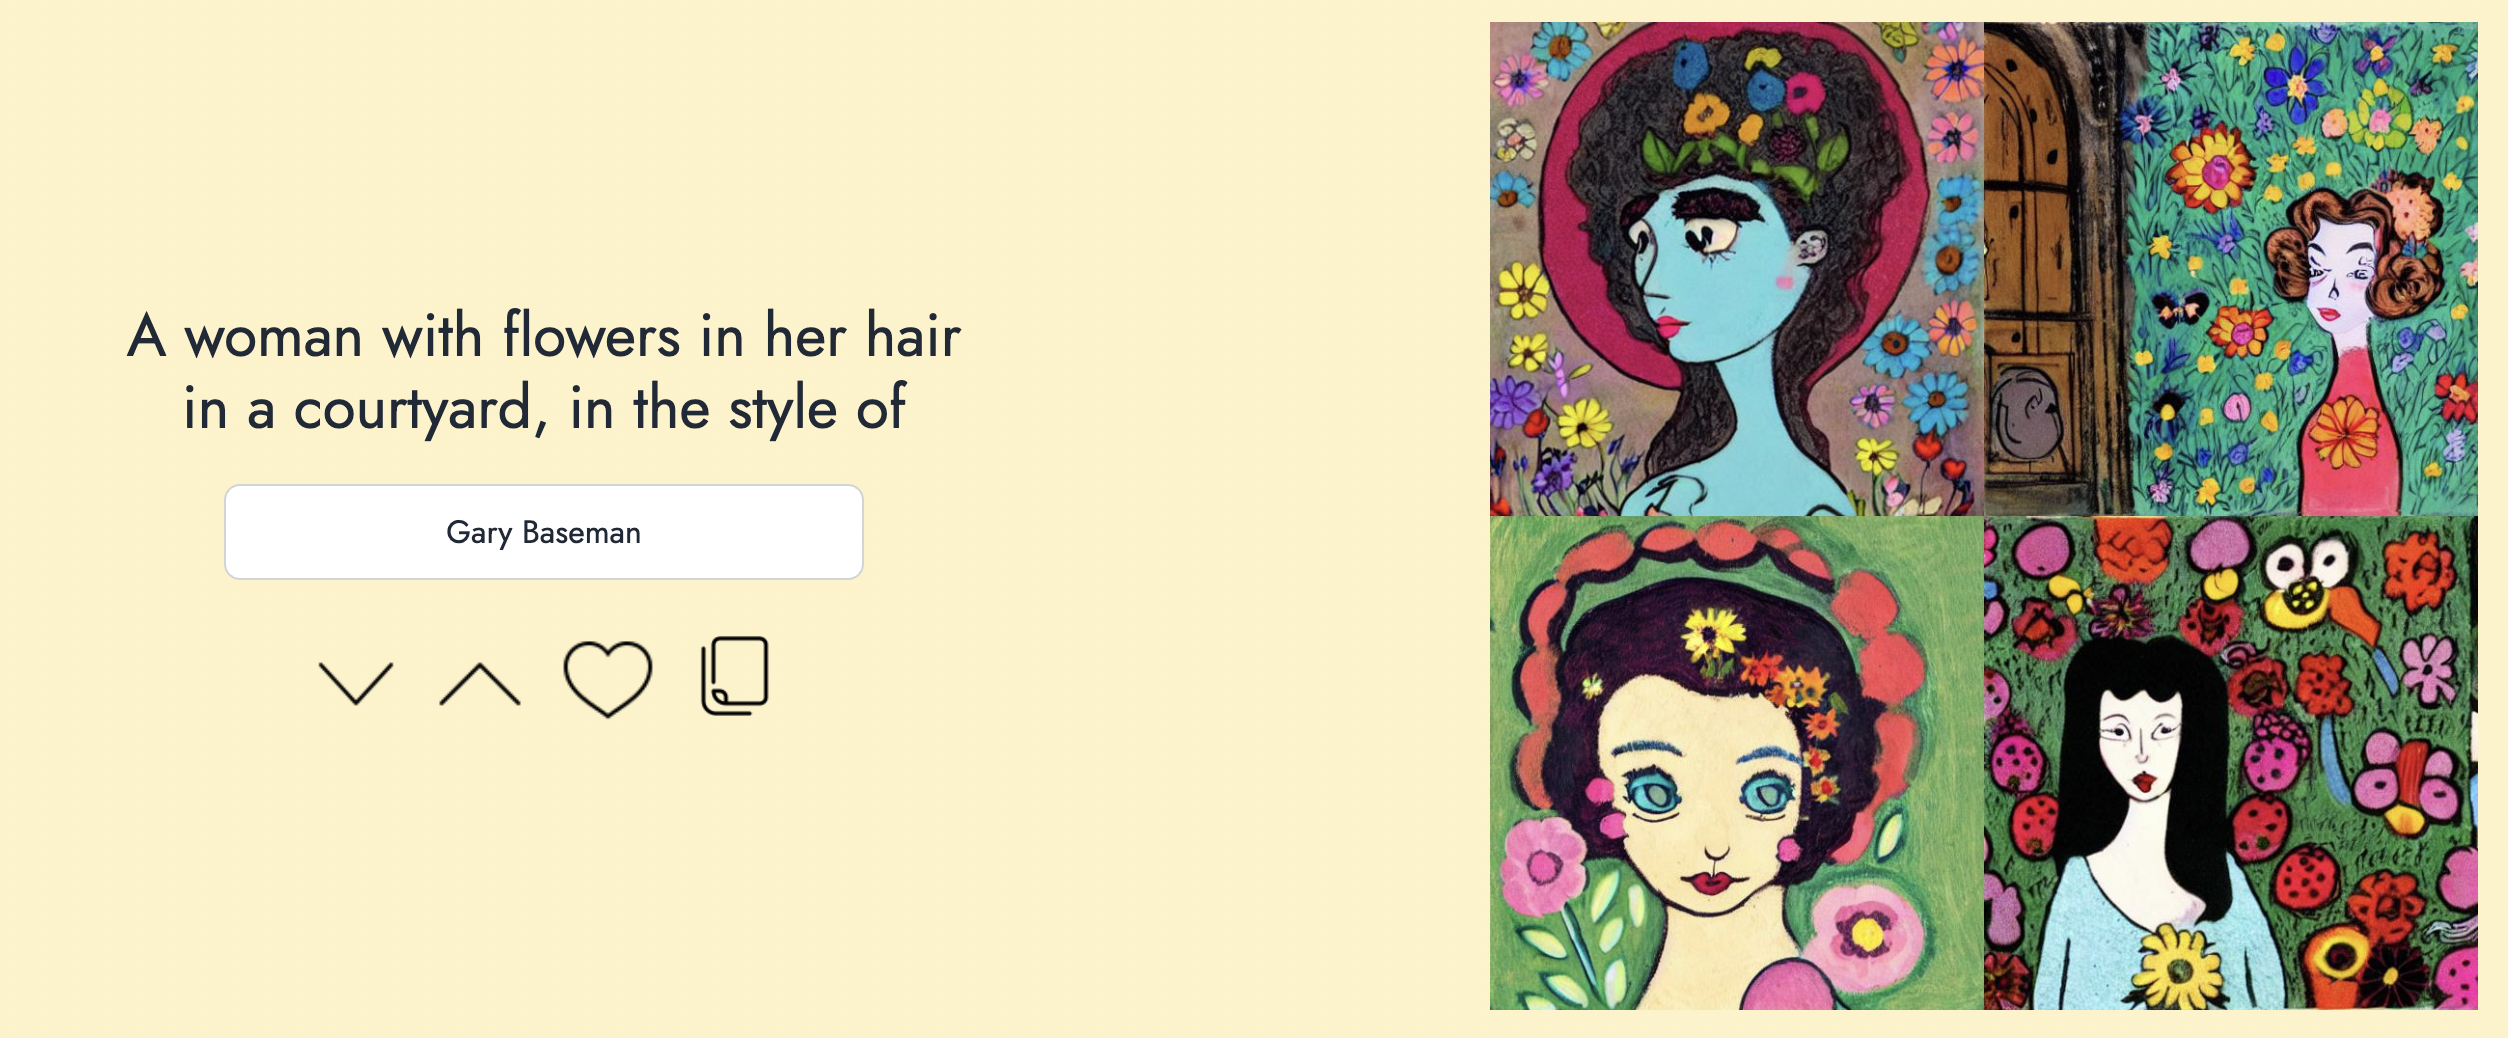 A woman with flowers in her hair
in a courtyard, in the style of
Gary Baseman